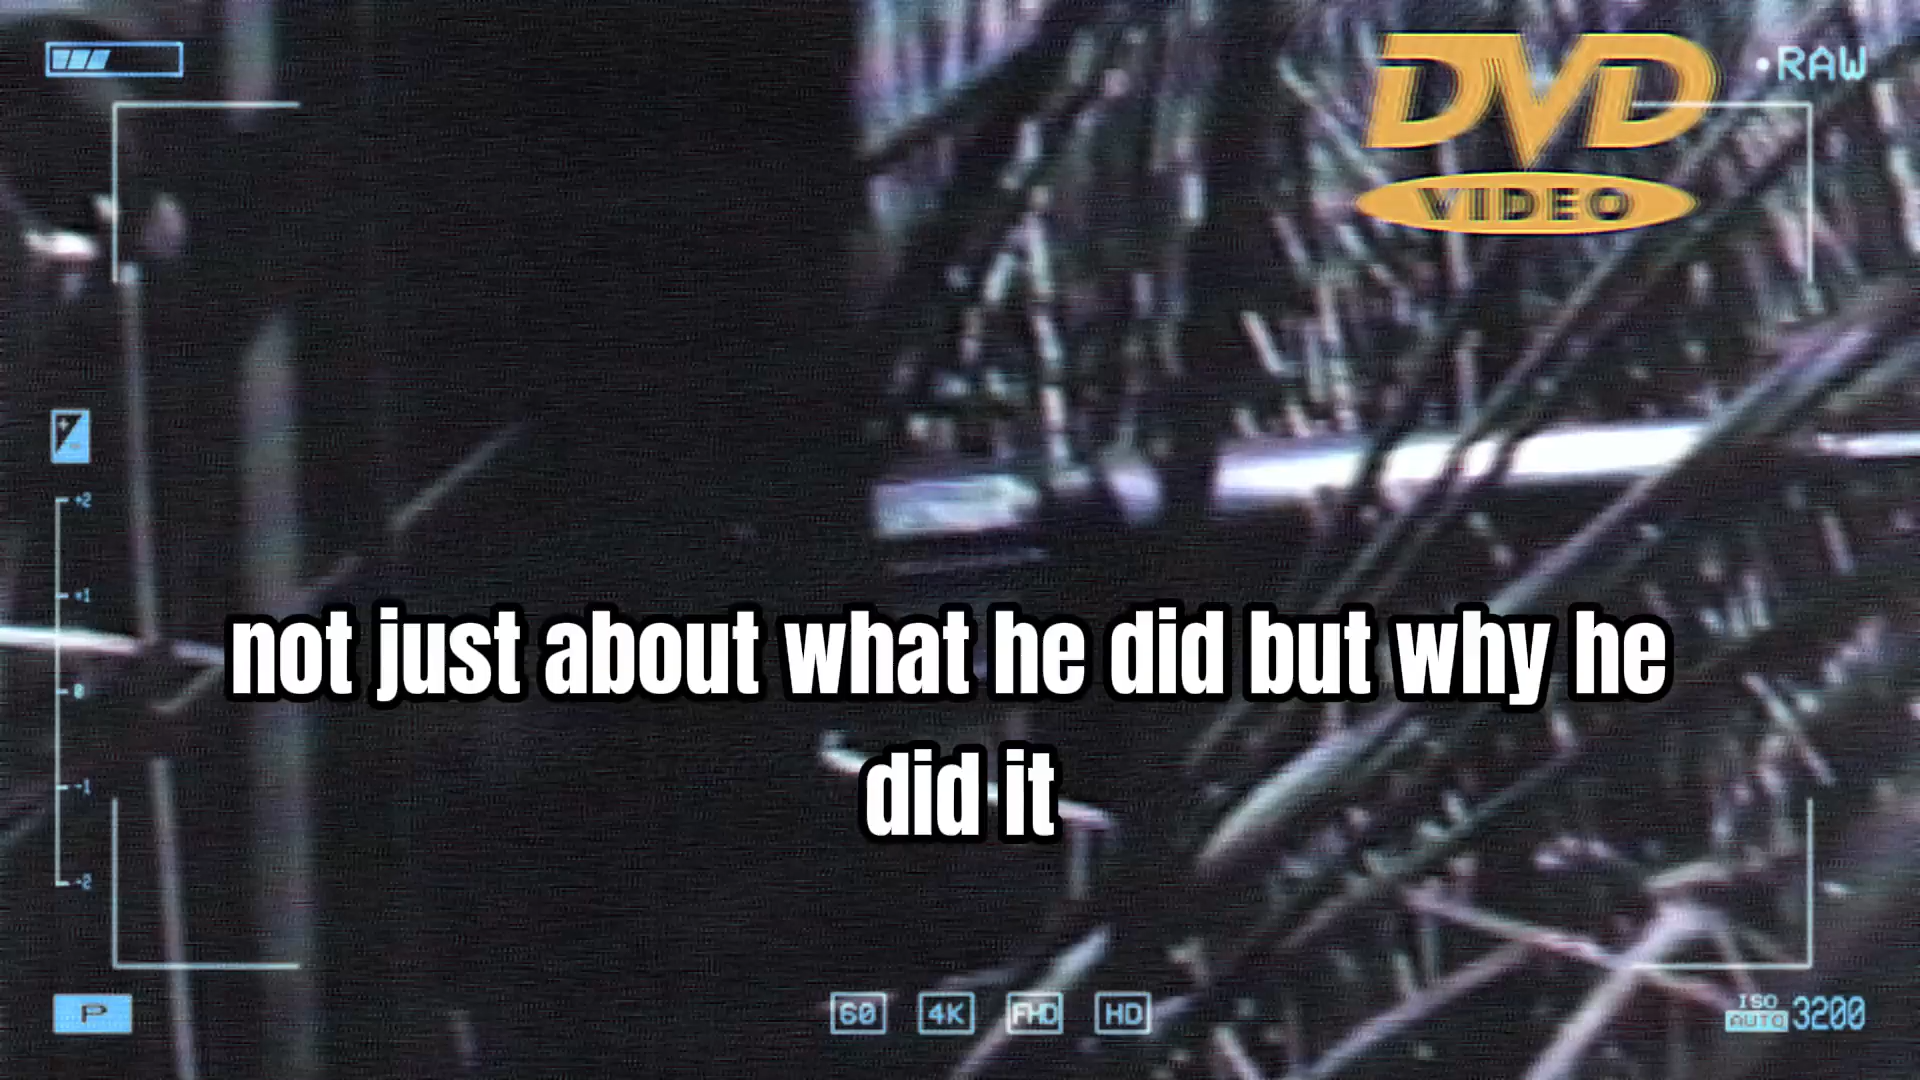 DVD
•RAW
VIDEO
+2
+1
0
-1
-2
not just about what he did but why he
did it
P
60 4K FHD HD
ISO
AUTO 3200